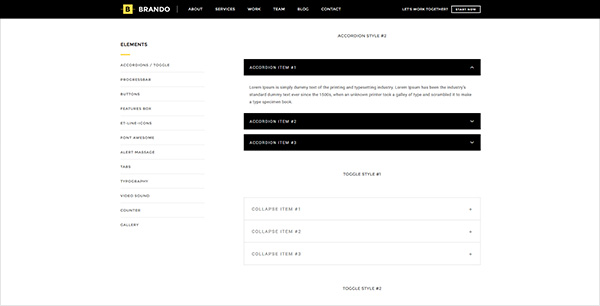 B BRANDO ABOUT SERVICES WORK TEAM BLOG CONTACT LET'S WORK TOGETHER! START NOW
ELEMENTS
ACCORDIONS / TOGGLE
PROGRESSBAR
BUTTONS
FEATURES BOX
ET-LINE-ICONS
FONT AWESOME
ALERT-MASSAGE
TABS
TYPOGRAPHY
VIDEO SOUND
COUNTER
GALLERY
ACCORDION STYLE #2
ACCORDION ITEM #1
Lorem Ipsum is simply dummy text of the printing and typesetting industry. Lorem Ipsum has been the industry's
standard dummy text ever since the 1500s, when an unknown printer took a galley of type and scrambled it to make
a type specimen book.
ACCORDION ITEM #2
ACCORDION ITEM #3
TOGGLE STYLE #1
COLLAPSE ITEM #1 +
COLLAPSE ITEM #2 +
COLLAPSE ITEM #3 +
TOGGLE STYLE #2